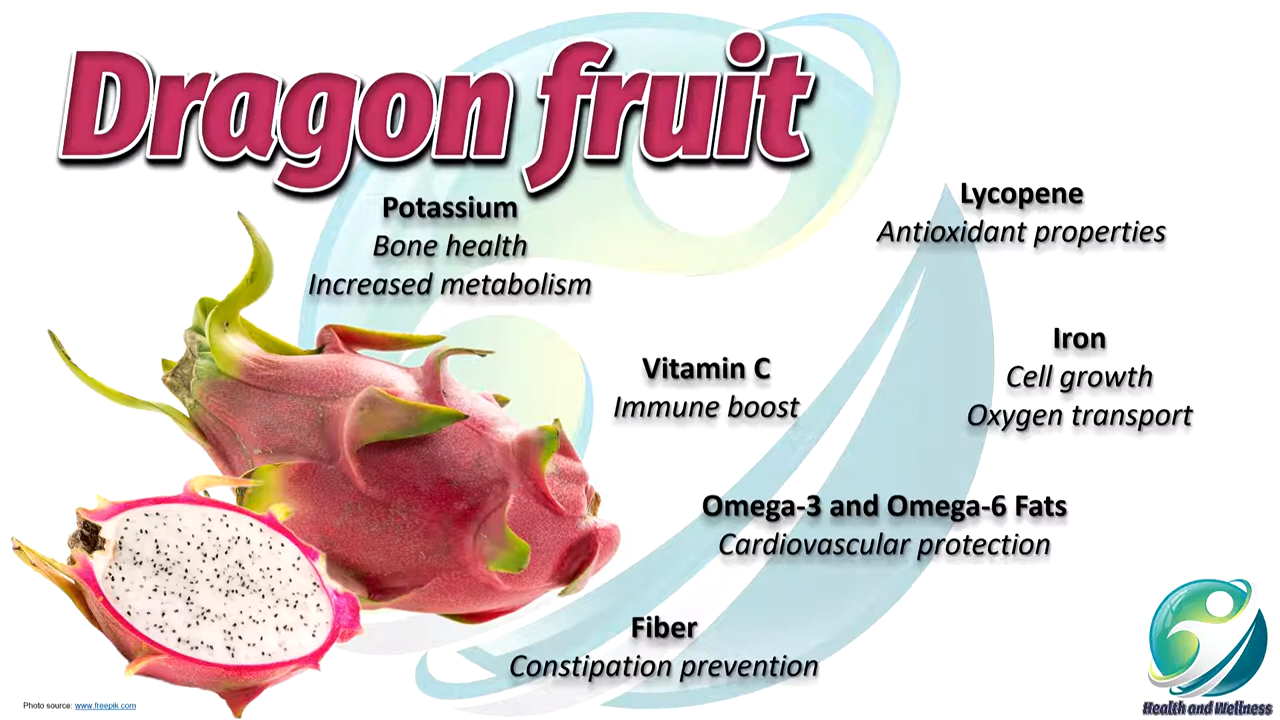 Dragon fruit
Potassium
Bone health
Increased metabolism
Lycopene
Antioxidant properties
Vitamin C
Immune boost
Iron
Cell growth
Oxygen transport
Omega-3 and Omega-6 Fats
Cardiovascular protection
Fiber
Constipation prevention
Photo source: www.freepik.com
Health and Wellness